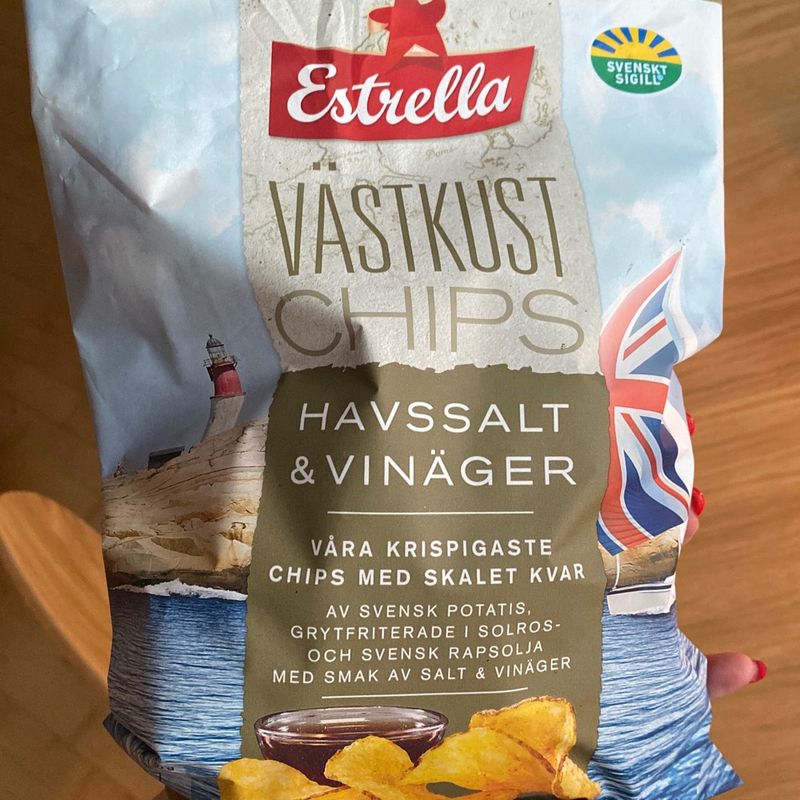 Estrella
SVENSKT
SIGILL
VÄSTKUST
CHIPS
HAVSSALT
& VINÄGER
VÅRA KRISPIGASTE
CHIPS MED SKALET KVAR
AV SVENSK POTATIS,
GRYTFRITERADE I SOLROS-
OCH SVENSK RAPSOLJA
MED SMAK AV SALT & VINÄGER